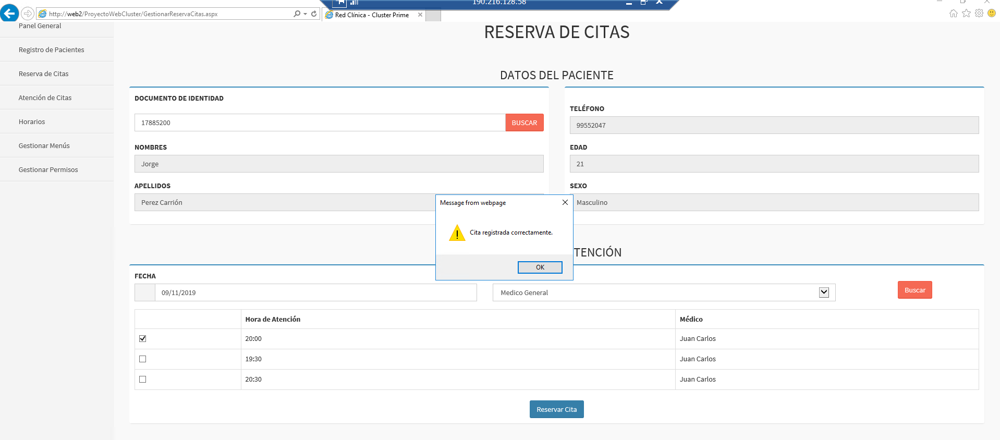 190.216.128.58
http://web2/ProyectoWebCluster/GestionarReservaCitas.aspx
Red Clínica - Cluster Prime
Panel General
Registro de Pacientes
Reserva de Citas
Atención de Citas
Horarios
Gestionar Menús
Gestionar Permisos
RESERVA DE CITAS
DATOS DEL PACIENTE
DOCUMENTO DE IDENTIDAD
17885200
BUSCAR
NOMBRES
Jorge
APELLIDOS
Perez Carrión
TELÉFONO
99552047
EDAD
21
SEXO
Masculino
Message from webpage
Cita registrada correctamente.
OK
TENCIÓN
FECHA
09/11/2019
Medico General
Buscar
Hora de Atención Médico
20:00 Juan Carlos
19:30 Juan Carlos
20:30 Juan Carlos
Reservar Cita